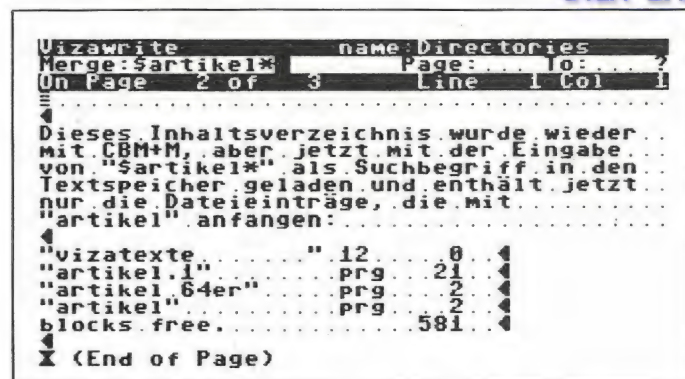 Vizawrite name:Directories
Merge:$artikel* Page:... To:... ?
On Page 2 of 3 Line 1 Col 1
Dieses.Inhaltsverzeichnis.wurde.wieder..
mit.CBM+M,.aber.jetzt.mit.der.Eingabe...
von."$artikel*".als.Suchbegriff.in.den..
Textspeicher.geladen.und.enthält.jetzt..
nur.die.Dateieinträge,.die.mit..........
"artikel".anfangen:.....................
"vizatexte.......".12.....0..
"artikel.1".......prg....21..
"artikel.64er"....prg.....2..
"artikel".........prg.....2..
blocks.free.............581..
(End of Page)